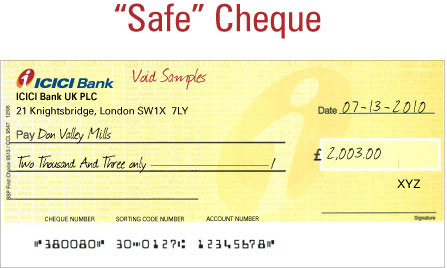 “Safe” Cheque
ICICI Bank Void Samples
ICICI Bank UK PLC
21 Knightsbridge, London SW1X 7LY
Date 07-13-2010
Pay Don Valley Mills
Two Thousand And Three only /
£ 2,003.00
XYZ
CHEQUE NUMBER SORTING CODE NUMBER ACCOUNT NUMBER Signature
⑈380080⑈ 30⑉0127⑆ 12345678⑈